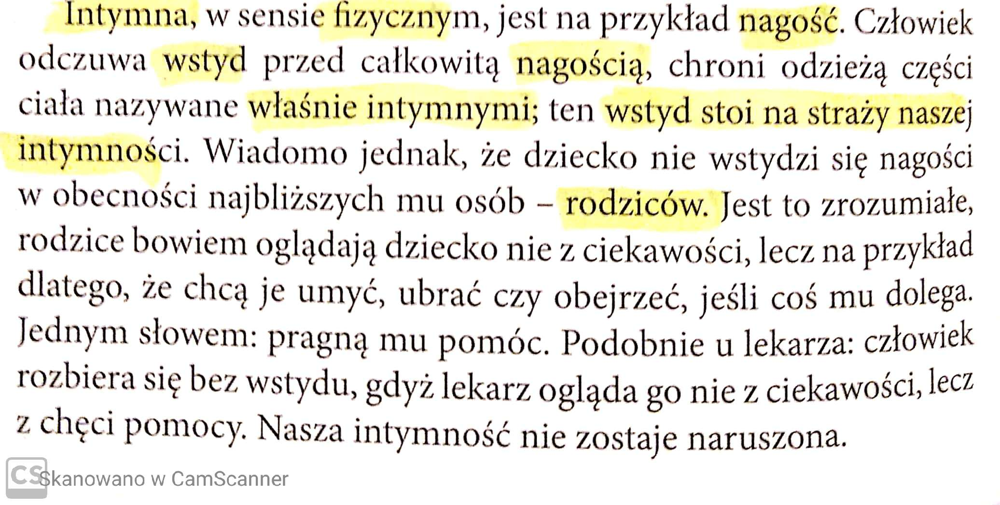 Intymna, w sensie fizycznym, jest na przykład nagość. Człowiek
odczuwa wstyd przed całkowitą nagością, chroni odzieżą części
ciała nazywane właśnie intymnymi; ten wstyd stoi na straży naszej
intymności. Wiadomo jednak, że dziecko nie wstydzi się nagości
w obecności najbliższych mu osób – rodziców. Jest to zrozumiałe,
rodzice bowiem oglądają dziecko nie z ciekawości, lecz na przykład
dlatego, że chcą je umyć, ubrać czy obejrzeć, jeśli coś mu dolega.
Jednym słowem: pragną mu pomóc. Podobnie u lekarza: człowiek
rozbiera się bez wstydu, gdyż lekarz ogląda go nie z ciekawości, lecz
z chęci pomocy. Nasza intymność nie zostaje naruszona.
CS Skanowano w CamScanner